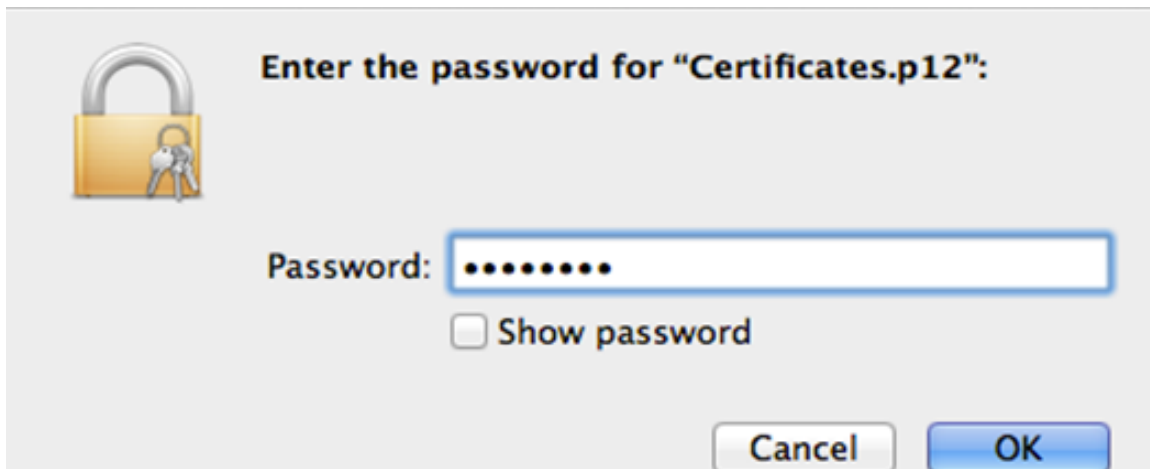 Enter the password for “Certificates.p12”:
Password: ••••••••
Show password
Cancel OK